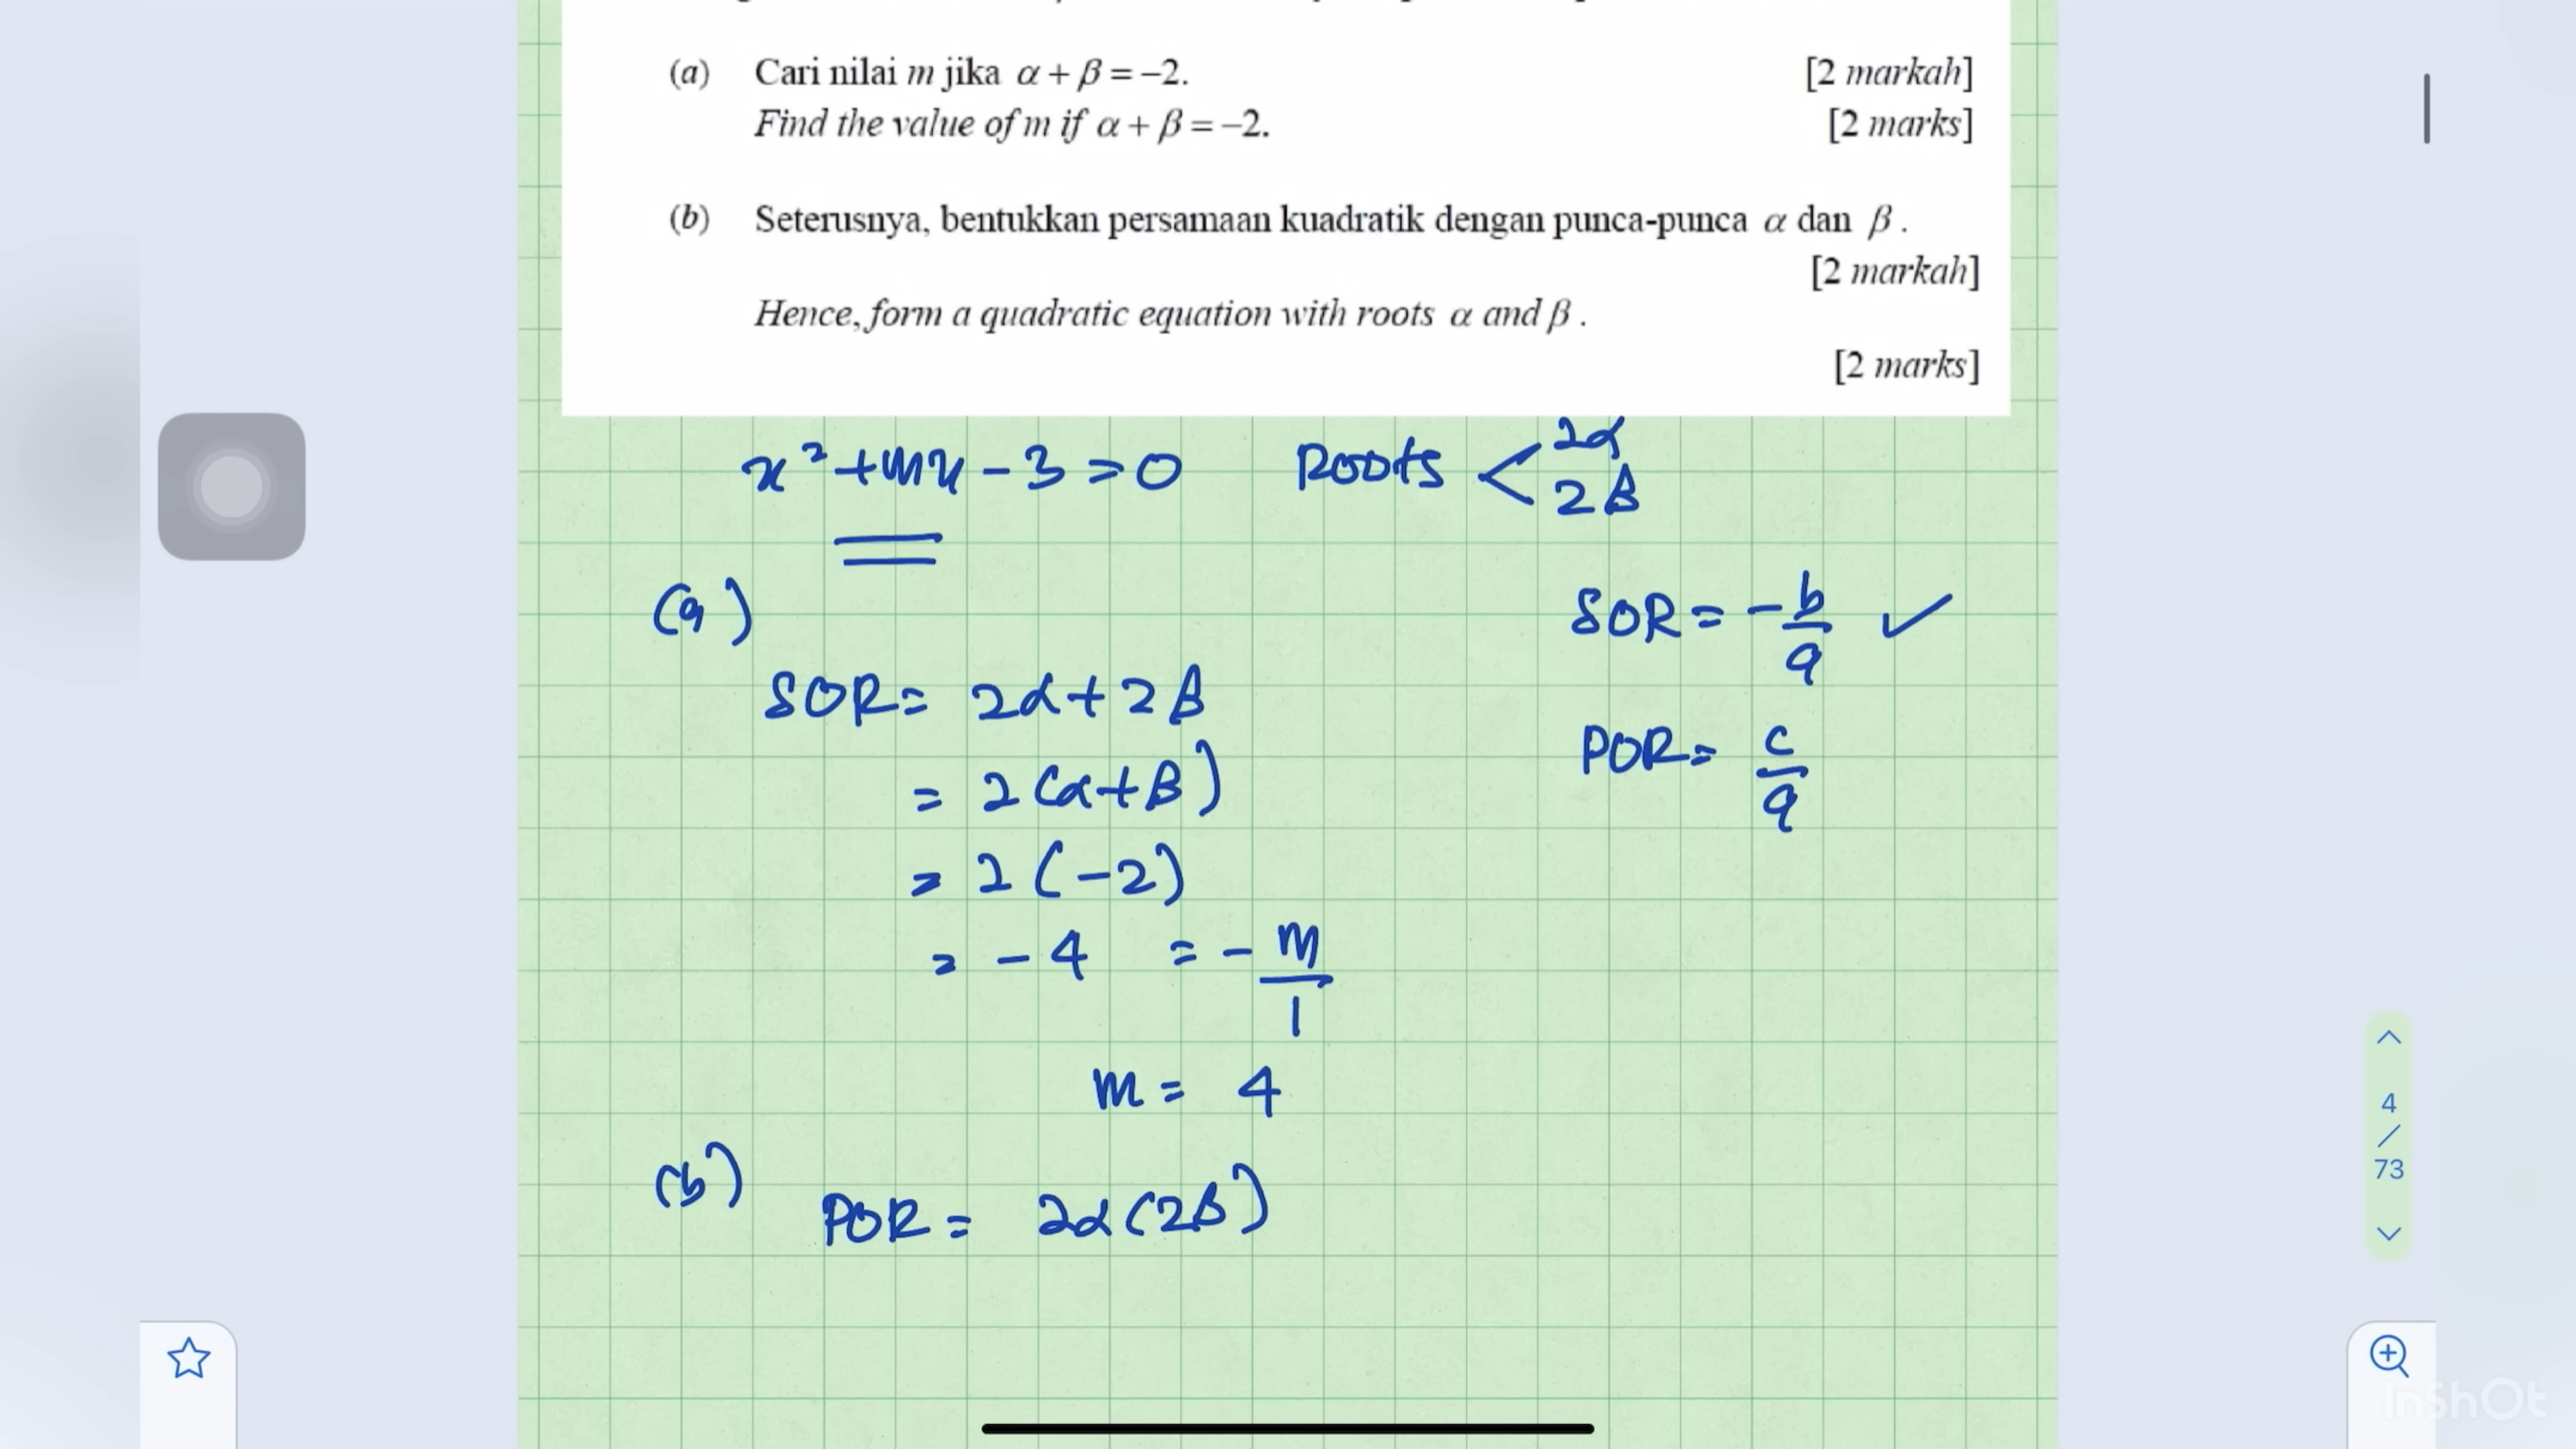 (a) Cari nilai m jika α + β = −2. [2 markah]
Find the value of m if α + β = −2. [2 marks]
(b) Seterusnya, bentukkan persamaan kuadratik dengan punca-punca α dan β .
[2 markah]
Hence, form a quadratic equation with roots α and β .
[2 marks]
x² + mx − 3 = 0 Roots < 2α
2β
(a)
SOR = −b/a ✓
SOR = 2α + 2β
POR = c/a
= 2(α+β)
= 2(−2)
= −4 = −m/1
m = 4
(b) POR = 2α(2β)
4
/
73
InShOt